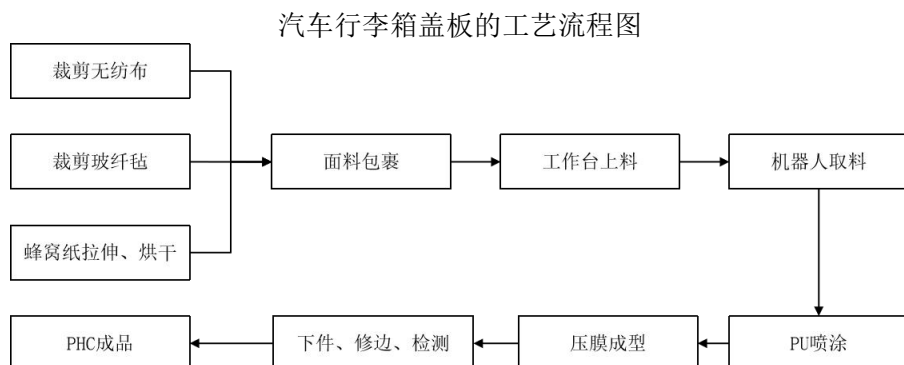 汽车行李箱盖板的工艺流程图
裁剪无纺布
裁剪玻纤毡
面料包裹
工作台上料
机器人取料
蜂窝纸拉伸、烘干
PHC成品
下件、修边、检测
压膜成型
PU喷涂